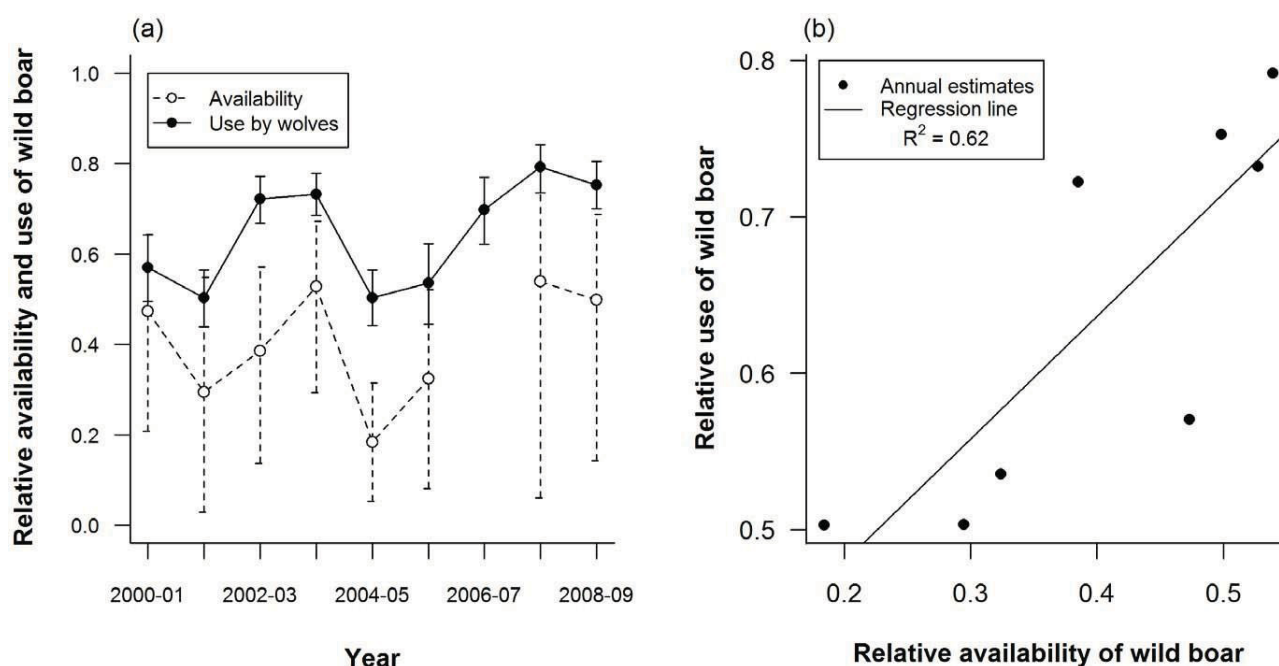 (a)
Relative availability and use of wild boar
1.0
0.8
0.6
0.4
0.2
0.0
Availability
Use by wolves
2000-01 2002-03 2004-05 2006-07 2008-09
Year
(b)
Relative use of wild boar
0.8
0.7
0.6
0.5
Annual estimates
Regression line
R² = 0.62
0.2 0.3 0.4 0.5
Relative availability of wild boar